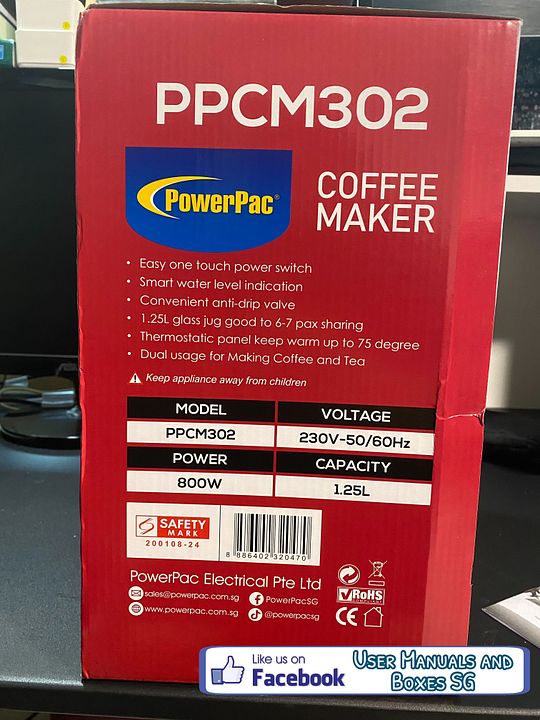 PPCM302
PowerPac®
COFFEE
MAKER
• Easy one touch power switch
• Smart water level indication
• Convenient anti-drip valve
• 1.25L glass jug good to 6-7 pax sharing
• Thermostatic panel keep warm up to 75 degree
• Dual usage for Making Coffee and Tea
Keep appliance away from children
MODEL VOLTAGE
PPCM302 230V-50/60Hz
POWER CAPACITY
800W 1.25L
SAFETY
MARK
200108-24
8 886402 320470
PowerPac Electrical Pte Ltd
sales@powerpac.com.sg PowerPacSG
www.powerpac.com.sg @powerpacsg
RoHS
COMPLIANT
CE
Like us on
Facebook
User Manuals and
Boxes SG